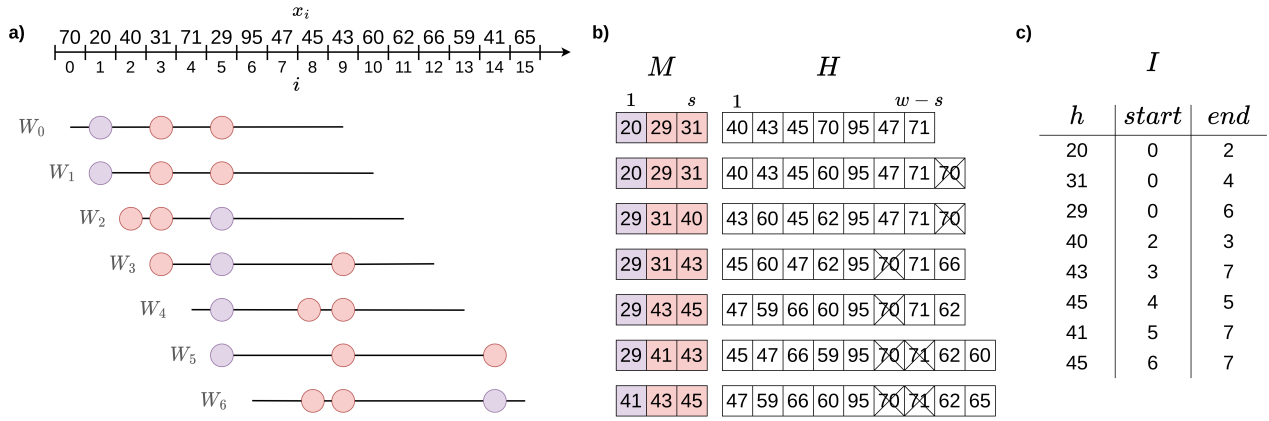 a)
x_i
70 20 40 31 71 29 95 47 45 43 60 62 66 59 41 65
0 1 2 3 4 5 6 7 8 9 10 11 12 13 14 15
i
W_0
W_1
W_2
W_3
W_4
W_5
W_6
b)
M H
1 s 1 w − s
20 29 31 40 43 45 70 95 47 71
20 29 31 40 43 45 60 95 47 71 70
29 31 40 43 60 45 62 95 47 71 70
29 31 43 45 60 47 62 95 70 71 66
29 43 45 47 59 66 60 95 70 71 62
29 41 43 45 47 66 59 95 70 71 62 60
41 43 45 47 59 66 60 95 70 71 62 65
c)
I
h start end
20 0 2
31 0 4
29 0 6
40 2 3
43 3 7
45 4 5
41 5 7
45 6 7